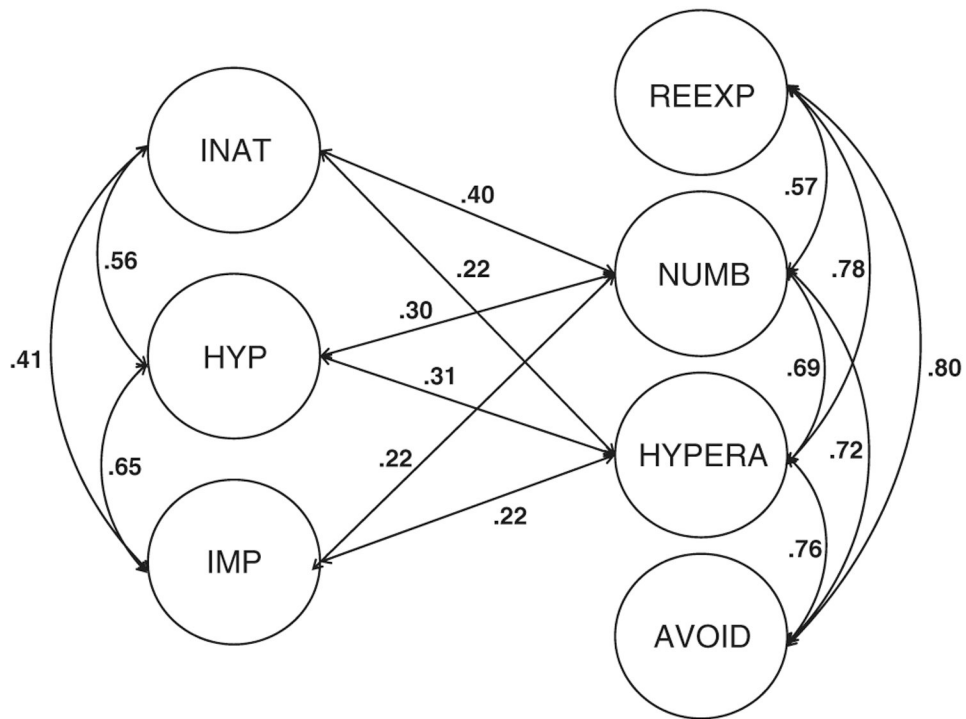 REEXP
INAT
.57
.40
.56
.22
NUMB
.78
.30
.41
HYP
.69
.80
.31
.65
.22
HYPERA
.72
.22
IMP
.76
AVOID